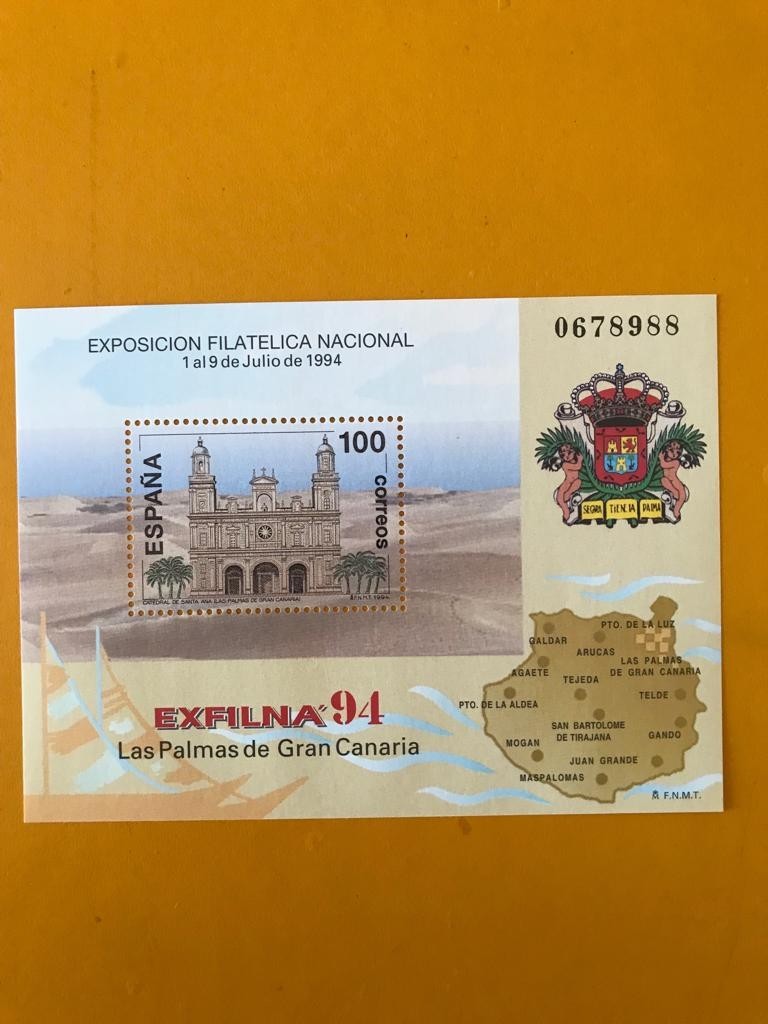 EXPOSICION FILATELICA NACIONAL
1 al 9 de Julio de 1994
0678988
ESPAÑA
100
correos
CATEDRAL DE SANTA ANA (LAS PALMAS DE GRAN CANARIA)
F.N.M.T. 1994
SEGURA TIENE LA PALMA
EXFILNA'94
Las Palmas de Gran Canaria
PTO. DE LA LUZ
GALDAR
ARUCAS
LAS PALMAS
DE GRAN CANARIA
AGAETE
TEJEDA
TELDE
PTO. DE LA ALDEA
SAN BARTOLOME
DE TIRAJANA
GANDO
MOGAN
JUAN GRANDE
MASPALOMAS
F.N.M.T.